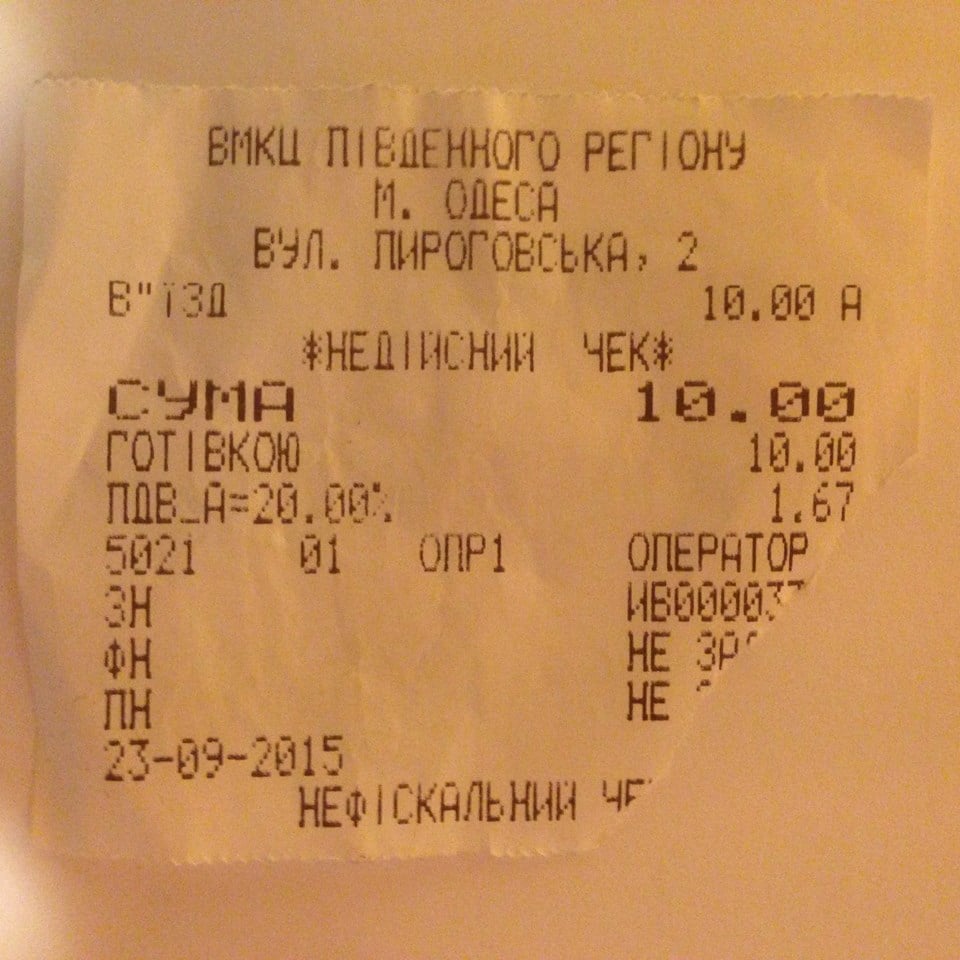 ВМКЦ ПІВДЕННОГО РЕГІОНУ
М. ОДЕСА
ВУЛ. ПИРОГОВСЬКА, 2
В"ЇЗД 10.00 А
*НЕДІЙСНИЙ ЧЕК*
СУМА 10.00
ГОТІВКОЮ 10.00
ПДВ_А=20.00% 1.67
5021 01 ОПР1 ОПЕРАТОР
ЗН
ФН НЕ
ПН НЕ
23-09-2015
НЕФІСКАЛЬНИЙ